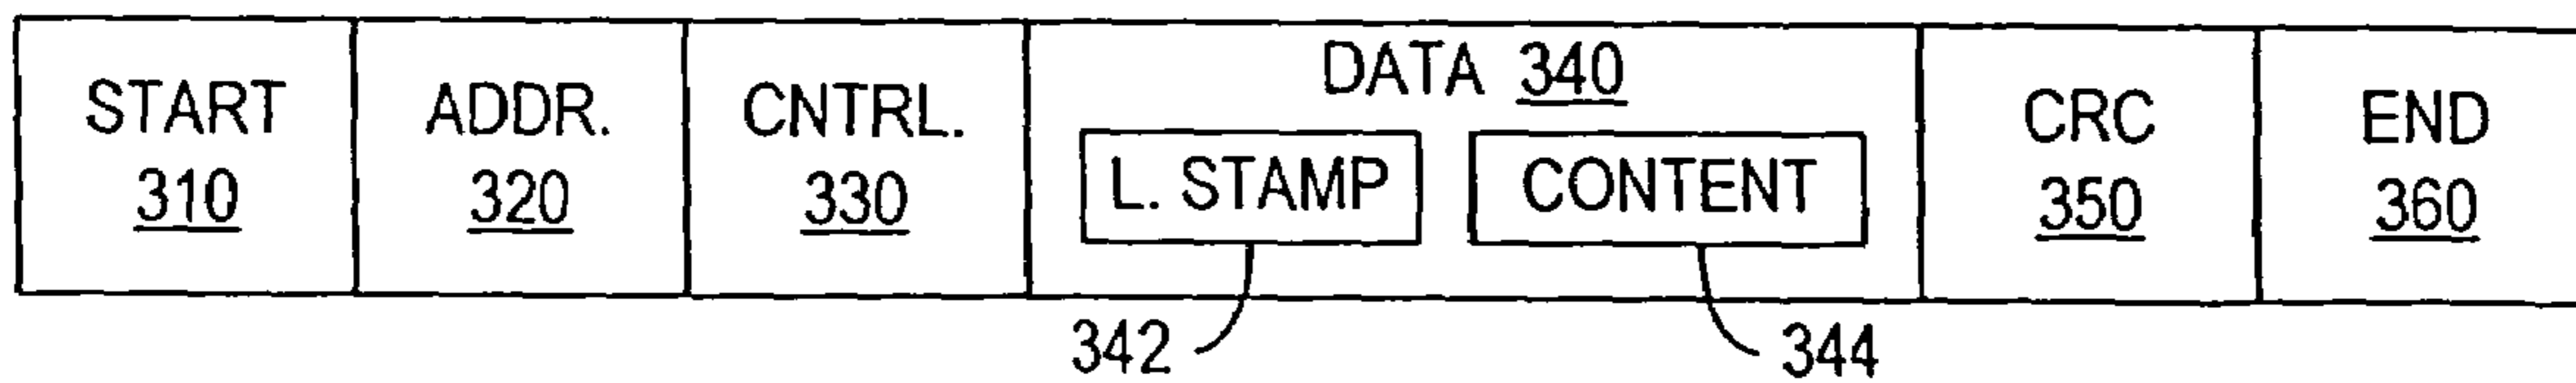 START
310
ADDR.
320
CNTRL.
330
DATA 340
L. STAMP
CONTENT
342
344
CRC
350
END
360